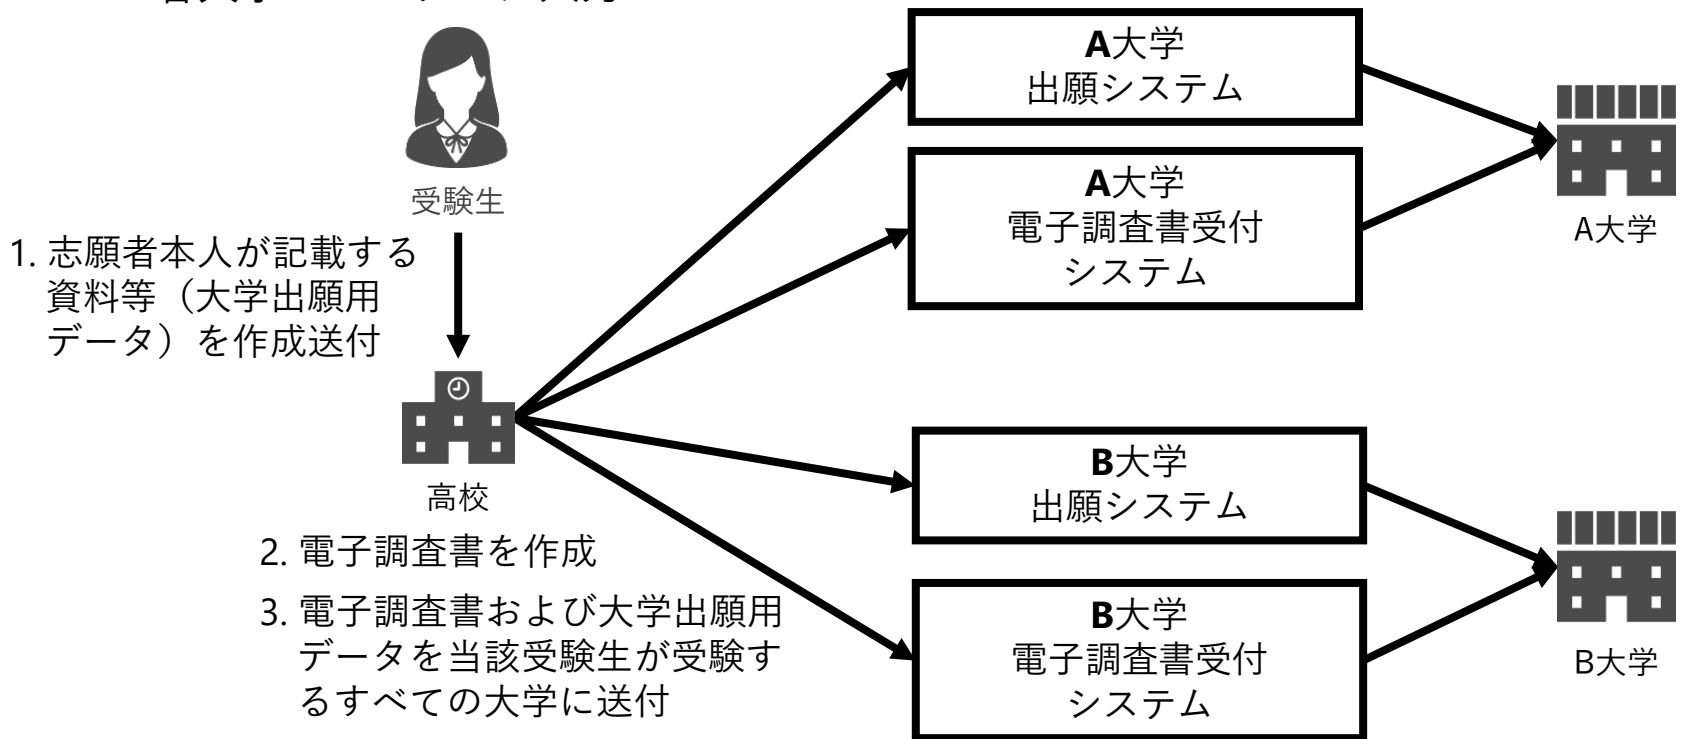 受験生
1. 志願者本人が記載する
資料等（大学出願用
データ）を作成送付
高校
2. 電子調査書を作成
3. 電子調査書および大学出願用
データを当該受験生が受験す
るすべての大学に送付
A大学
出願システム
A大学
電子調査書受付
システム
A大学
B大学
出願システム
B大学
電子調査書受付
システム
B大学